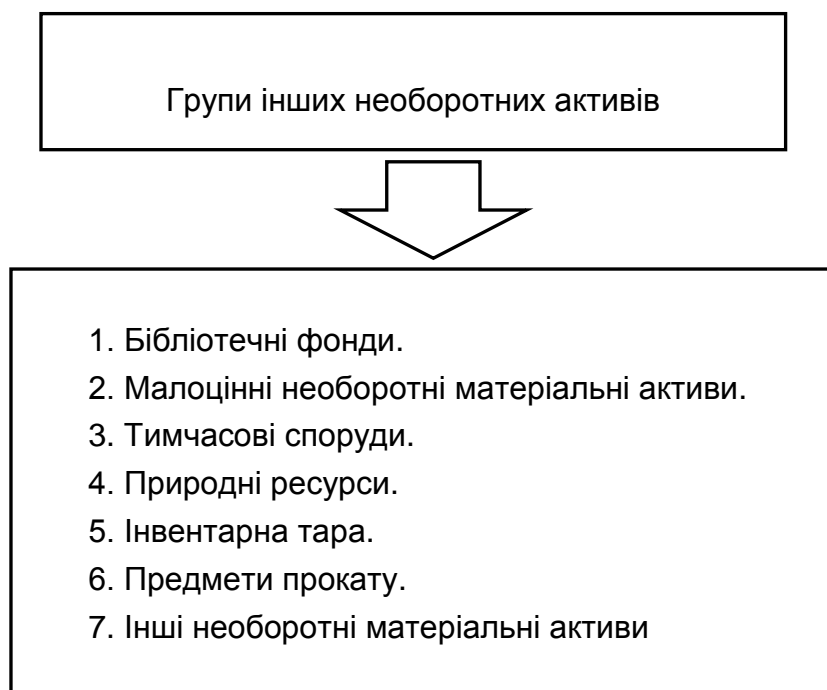 Групи інших необоротних активів
1. Бібліотечні фонди.
2. Малоцінні необоротні матеріальні активи.
3. Тимчасові споруди.
4. Природні ресурси.
5. Інвентарна тара.
6. Предмети прокату.
7. Інші необоротні матеріальні активи